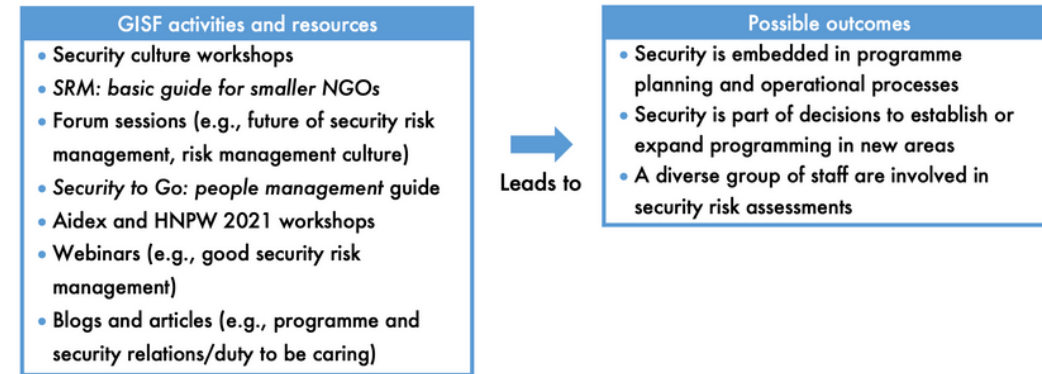 GISF activities and resources
• Security culture workshops
• SRM: basic guide for smaller NGOs
• Forum sessions (e.g., future of security risk
management, risk management culture)
• Security to Go: people management guide
• Aidex and HNPW 2021 workshops
• Webinars (e.g., good security risk
management)
• Blogs and articles (e.g., programme and
security relations/duty to be caring)
Leads to
Possible outcomes
• Security is embedded in programme
planning and operational processes
• Security is part of decisions to establish or
expand programming in new areas
• A diverse group of staff are involved in
security risk assessments